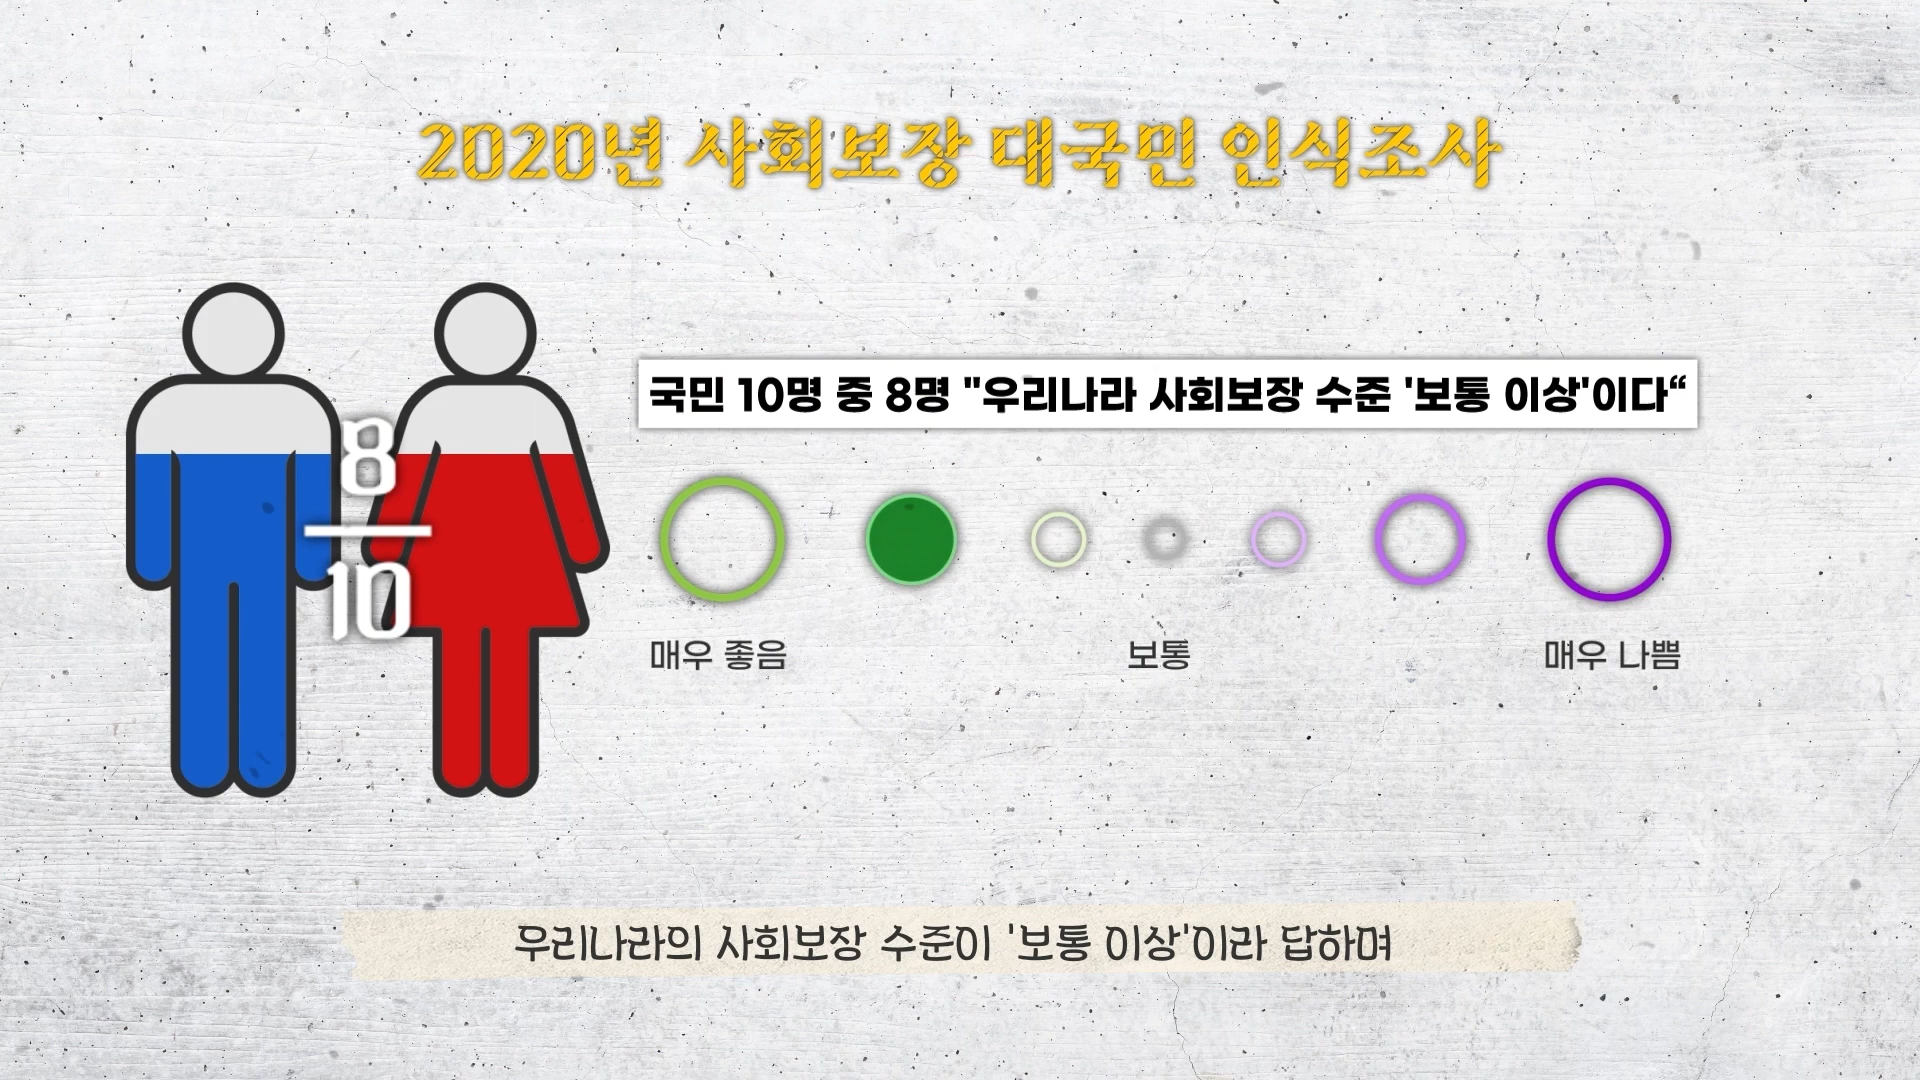 2020년 사회보장 대국민 인식조사
국민 10명 중 8명 "우리나라 사회보장 수준 '보통 이상'이다“
8
10
매우 좋음
보통
매우 나쁨
우리나라의 사회보장 수준이 '보통 이상'이라 답하며